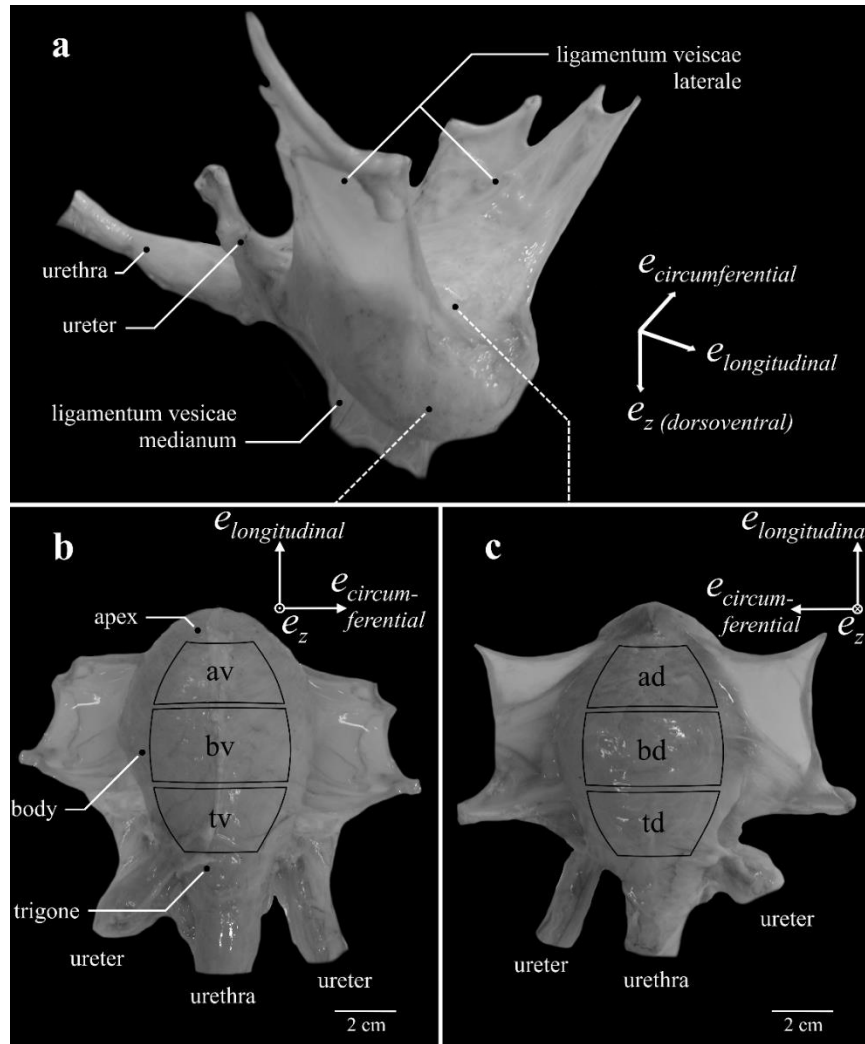 a
ligamentum veiscae
laterale
urethra
ureter
ligamentum vesicae
medianum
e circumferential
e longitudinal
e z (dorsoventral)
b
e longitudinal
e circum-
ferential
e z
apex
av
bv
tv
body
trigone
ureter
urethra
ureter
2 cm
c
e longitudinal
e circum-
ferential
e z
ad
bd
td
ureter
ureter
urethra
2 cm